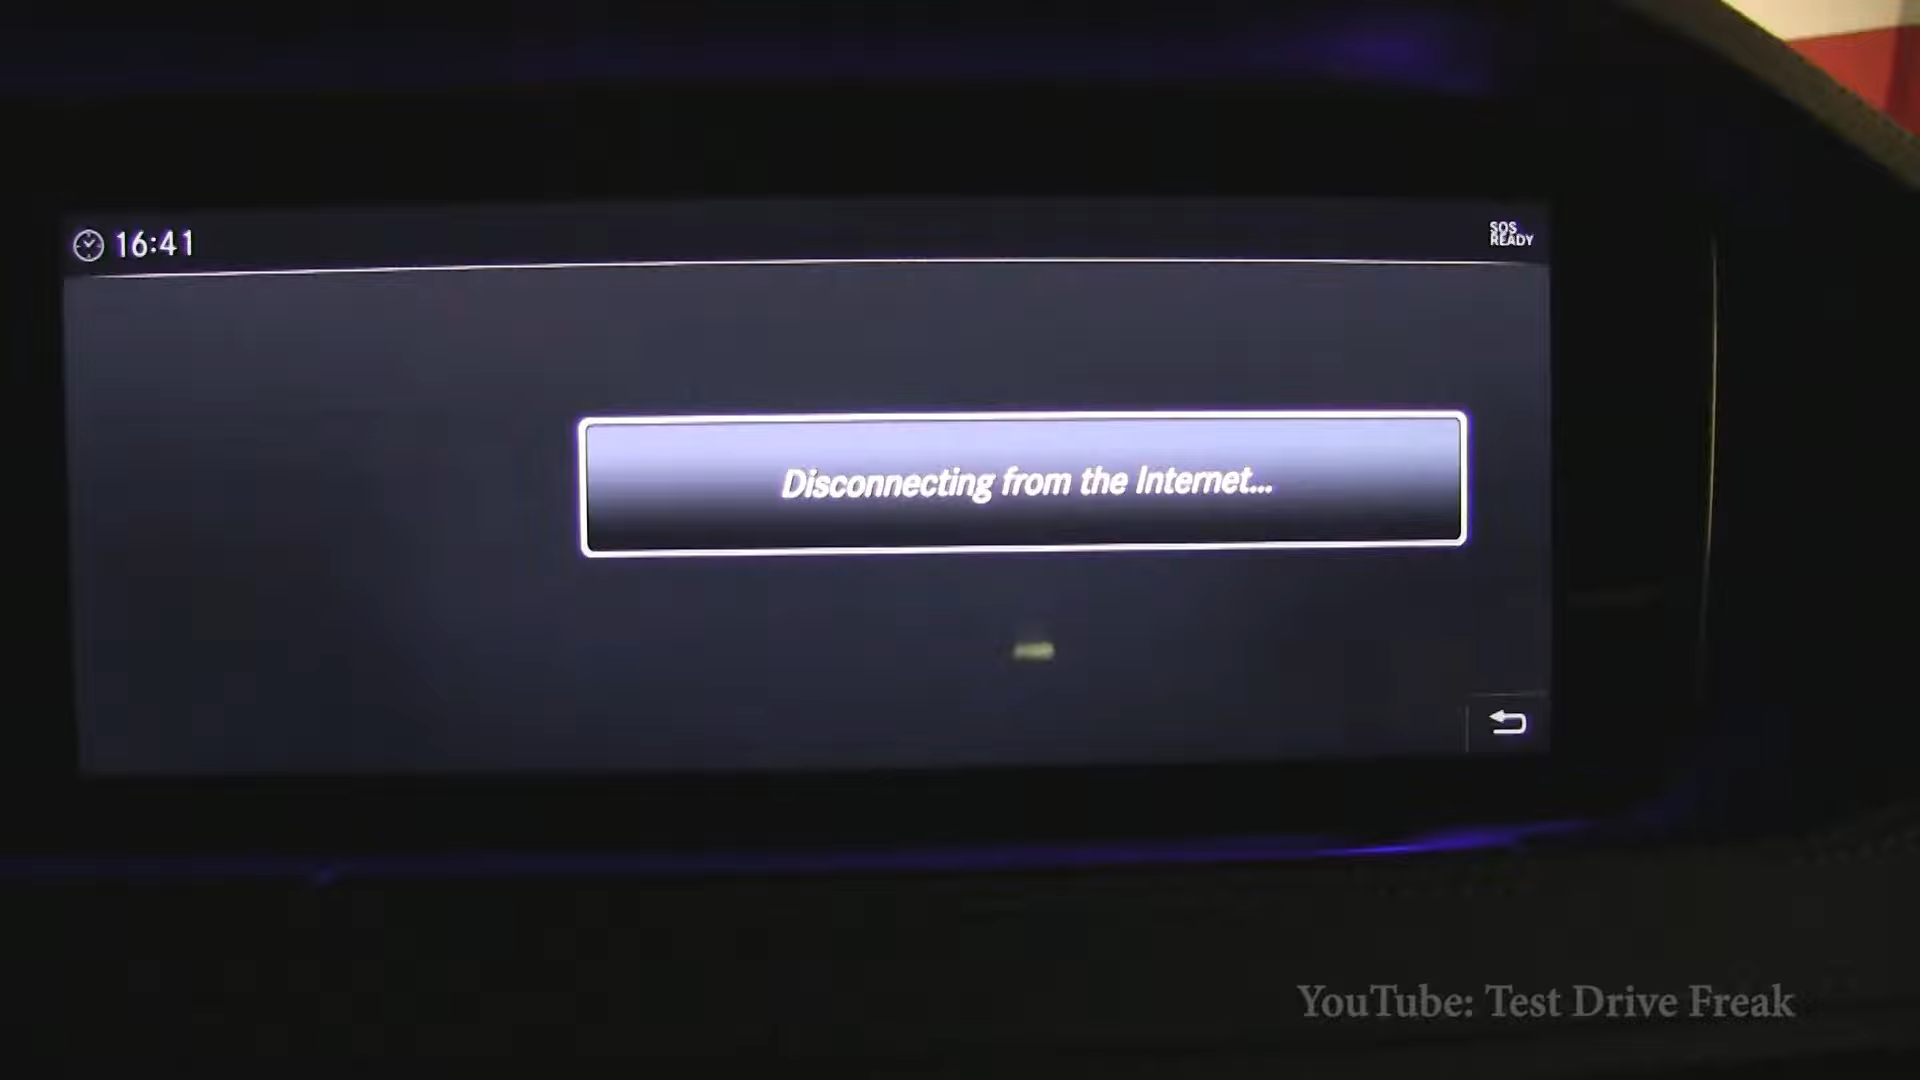 16:41
SOS
READY
Disconnecting from the Internet...
YouTube: Test Drive Freak